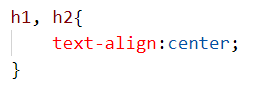 h1, h2{
    text-align:center;
}